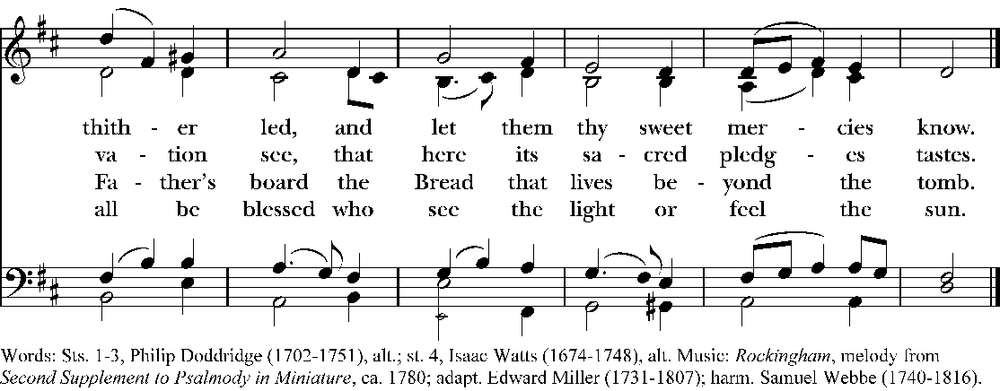 thith - er led, and let them thy sweet mer - cies know.
va - tion see, that here its sa - cred pledg - es tastes.
Fa - ther's board the Bread that lives be - yond the tomb.
all be blessed who see the light or feel the sun.
Words: Sts. 1-3, Philip Doddridge (1702-1751), alt.; st. 4, Isaac Watts (1674-1748), alt. Music: Rockingham, melody from
Second Supplement to Psalmody in Miniature, ca. 1780; adapt. Edward Miller (1731-1807); harm. Samuel Webbe (1740-1816).